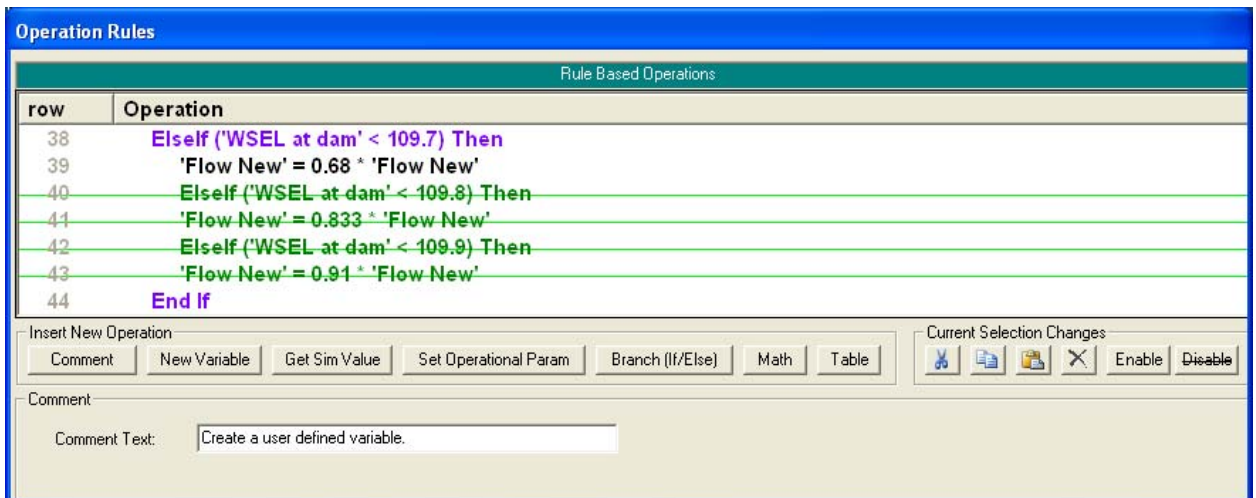 Operation Rules
Rule Based Operations
row Operation
38 ElseIf ('WSEL at dam' < 109.7) Then
39 'Flow New' = 0.68 * 'Flow New'
40 ElseIf ('WSEL at dam' < 109.8) Then
41 'Flow New' = 0.833 * 'Flow New'
42 ElseIf ('WSEL at dam' < 109.9) Then
43 'Flow New' = 0.91 * 'Flow New'
44 End If
Insert New Operation Current Selection Changes
Comment New Variable Get Sim Value Set Operational Param Branch (If/Else) Math Table Enable Disable
Comment
Comment Text: Create a user defined variable.